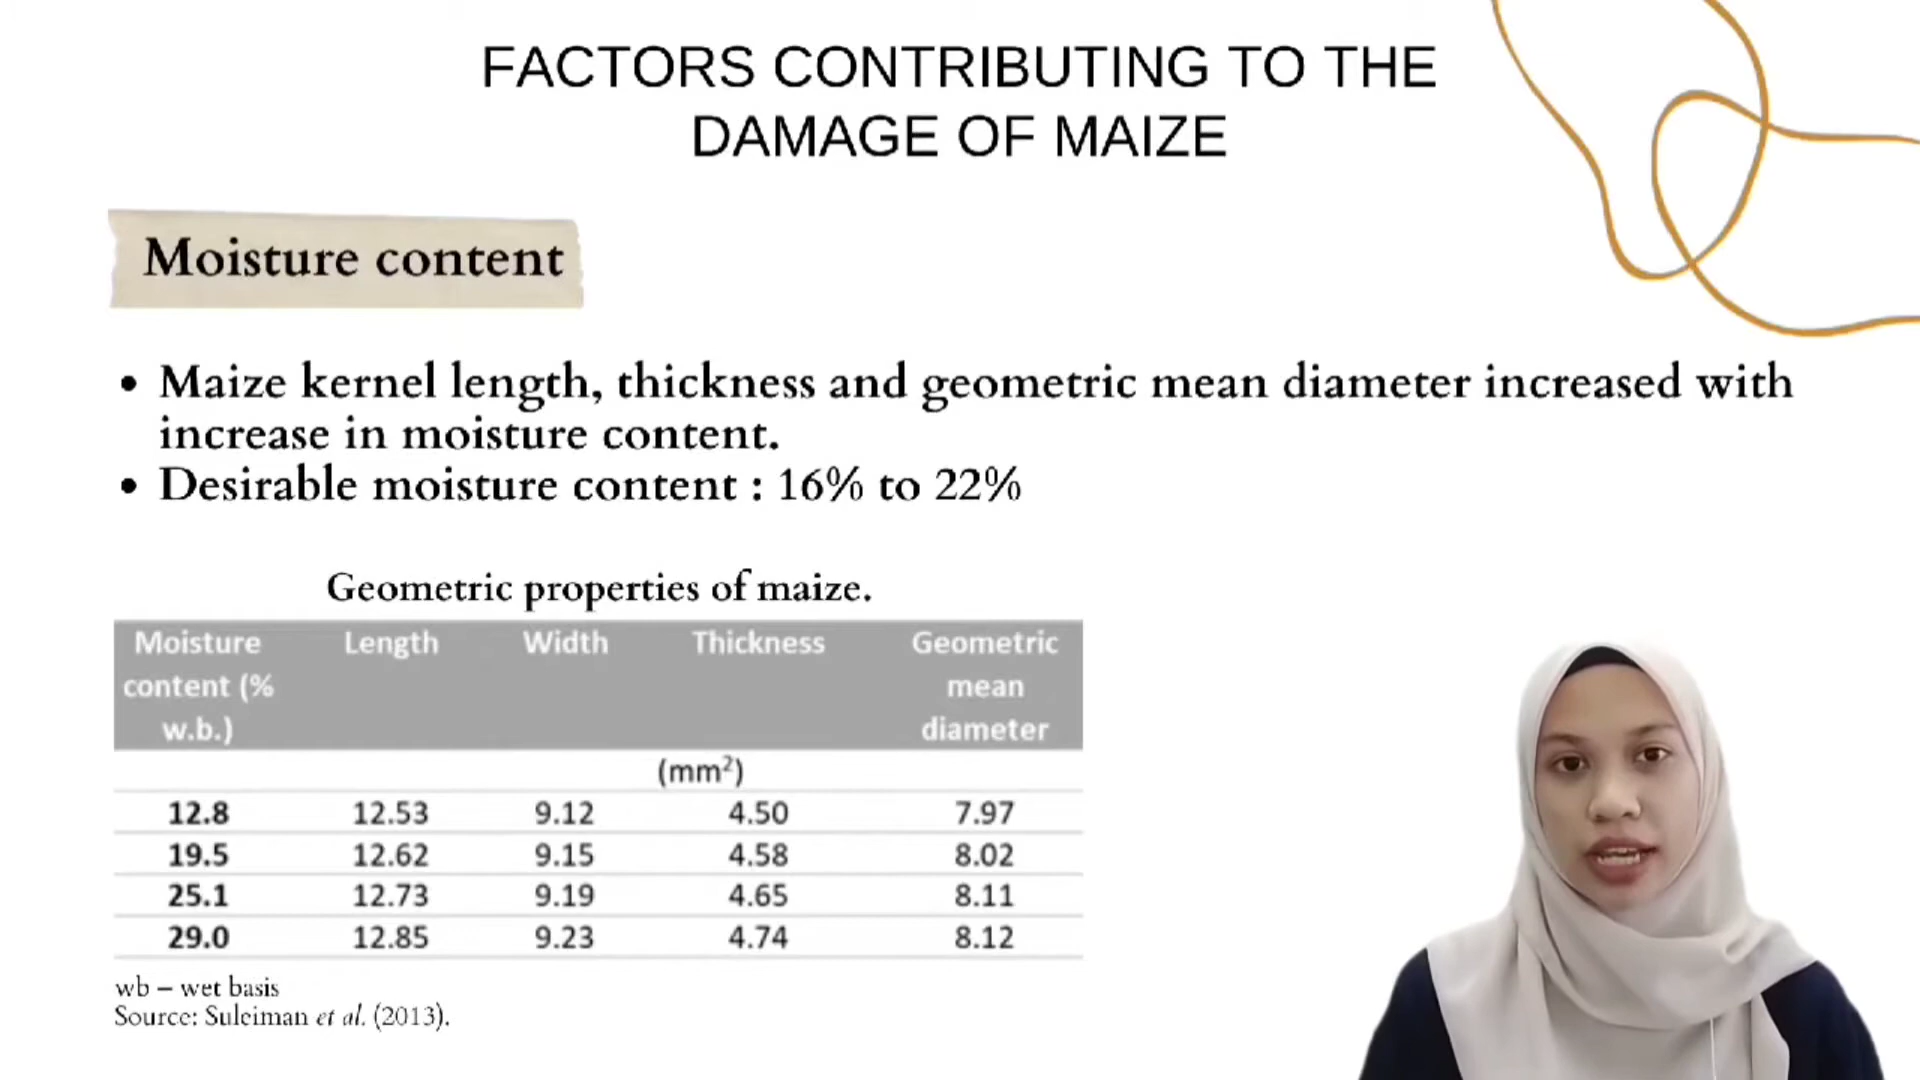 FACTORS CONTRIBUTING TO THE
DAMAGE OF MAIZE
Moisture content
• Maize kernel length, thickness and geometric mean diameter increased with
increase in moisture content.
• Desirable moisture content : 16% to 22%
Geometric properties of maize.
Moisture content (% w.b.) Length Width Thickness Geometric mean diameter
(mm²)
12.8 12.53 9.12 4.50 7.97
19.5 12.62 9.15 4.58 8.02
25.1 12.73 9.19 4.65 8.11
29.0 12.85 9.23 4.74 8.12
wb – wet basis
Source: Suleiman et al. (2013).